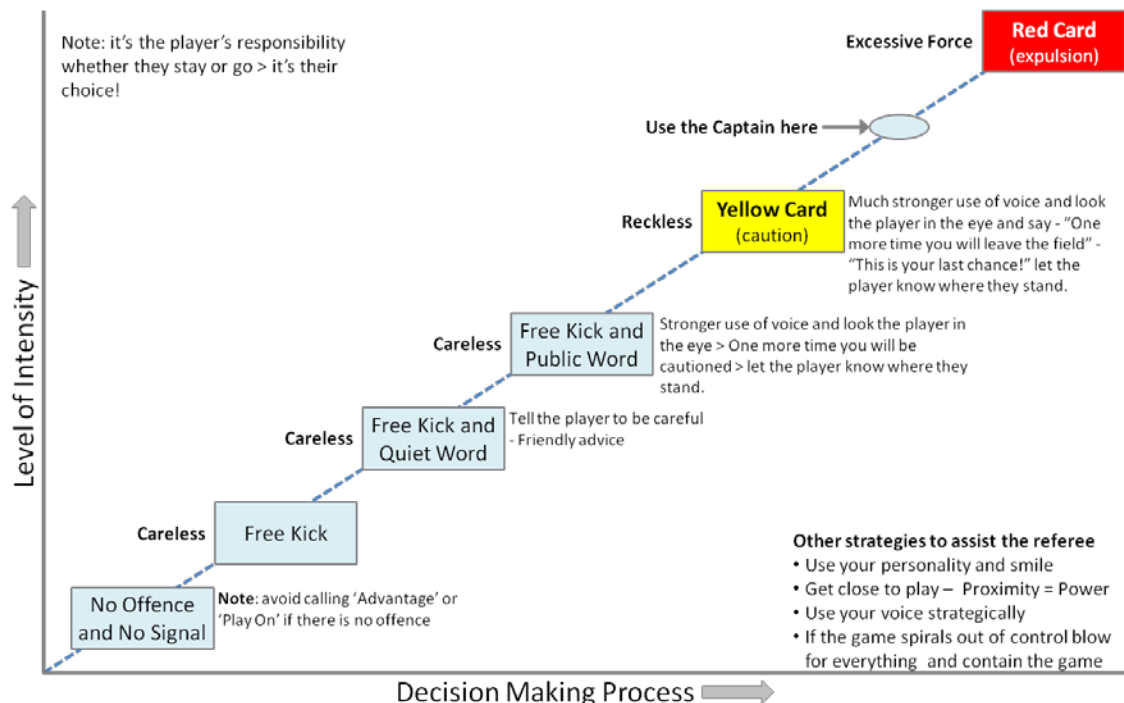 Note: it's the player's responsibility
whether they stay or go > it's their
choice!
Excessive Force
Red Card
(expulsion)
Use the Captain here
Reckless
Yellow Card
(caution)
Much stronger use of voice and look
the player in the eye and say - “One
more time you will leave the field” -
“This is your last chance!” let the
player know where they stand.
Careless
Free Kick and
Public Word
Stronger use of voice and look the player in
the eye > One more time you will be
cautioned > let the player know where they
stand.
Careless
Free Kick and
Quiet Word
Tell the player to be careful
- Friendly advice
Careless
Free Kick
No Offence
and No Signal
Note: avoid calling ‘Advantage’ or
‘Play On’ if there is no offence
Other strategies to assist the referee
• Use your personality and smile
• Get close to play – Proximity = Power
• Use your voice strategically
• If the game spirals out of control blow
for everything and contain the game
Level of Intensity
Decision Making Process